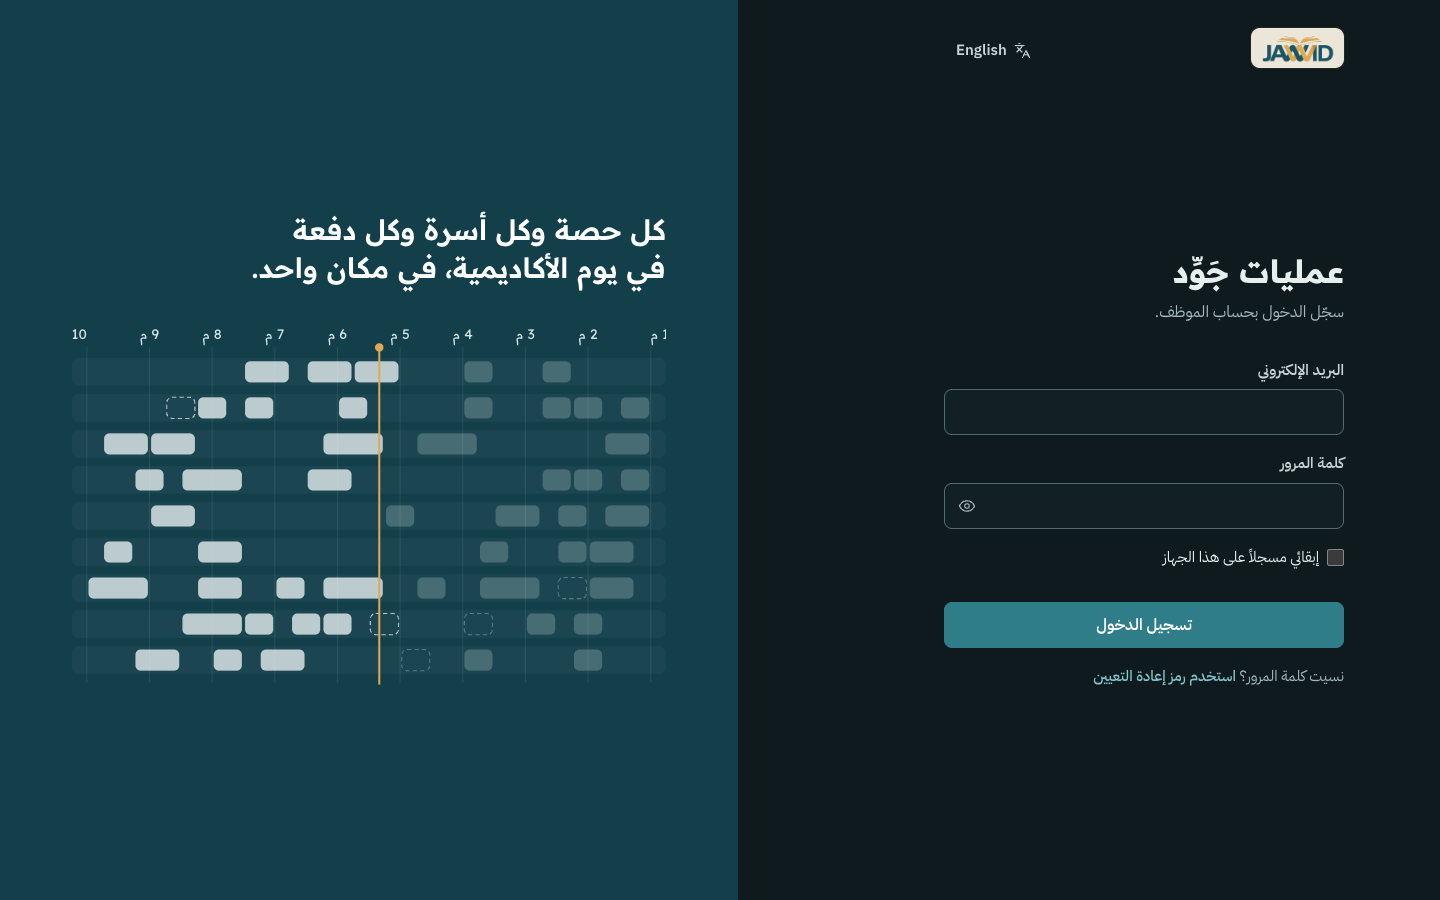 JAWWID
English
عمليات جَوِّد
سجّل الدخول بحساب الموظف.
البريد الإلكتروني
كلمة المرور
إبقائي مسجلاً على هذا الجهاز
تسجيل الدخول
نسيت كلمة المرور؟ استخدم رمز إعادة التعيين
كل حصة وكل أسرة وكل دفعة
في يوم الأكاديمية، في مكان واحد.
1 م 2 م 3 م 4 م 5 م 6 م 7 م 8 م 9 م 10